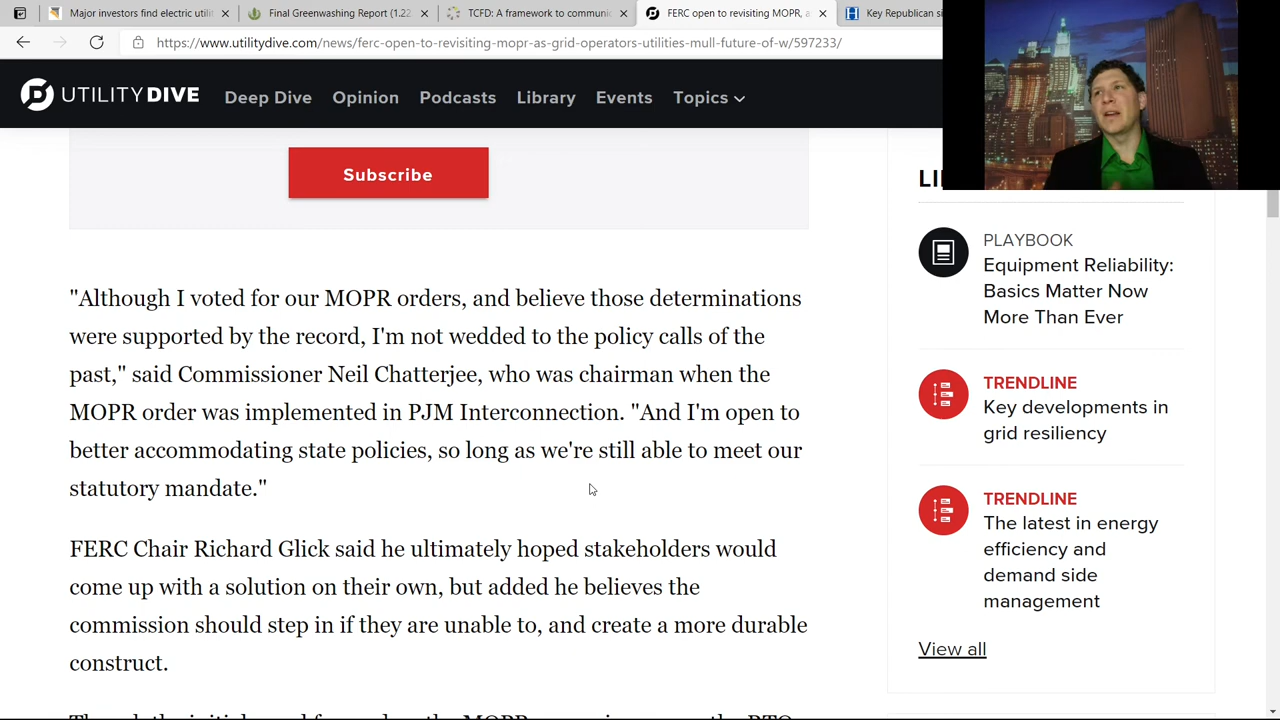 Major investors find electric utili
Final Greenwashing Report (1.22
TCFD: A framework to communic
FERC open to revisiting MOPR, a
Key Republican si
https://www.utilitydive.com/news/ferc-open-to-revisiting-mopr-as-grid-operators-utilities-mull-future-of-w/597233/
UTILITY DIVE
Deep Dive
Opinion
Podcasts
Library
Events
Topics
Subscribe
"Although I voted for our MOPR orders, and believe those determinations
were supported by the record, I'm not wedded to the policy calls of the
past," said Commissioner Neil Chatterjee, who was chairman when the
MOPR order was implemented in PJM Interconnection. "And I'm open to
better accommodating state policies, so long as we're still able to meet our
statutory mandate."
FERC Chair Richard Glick said he ultimately hoped stakeholders would
come up with a solution on their own, but added he believes the
commission should step in if they are unable to, and create a more durable
construct.
PLAYBOOK
Equipment Reliability:
Basics Matter Now
More Than Ever
TRENDLINE
Key developments in
grid resiliency
TRENDLINE
The latest in energy
efficiency and
demand side
management
View all